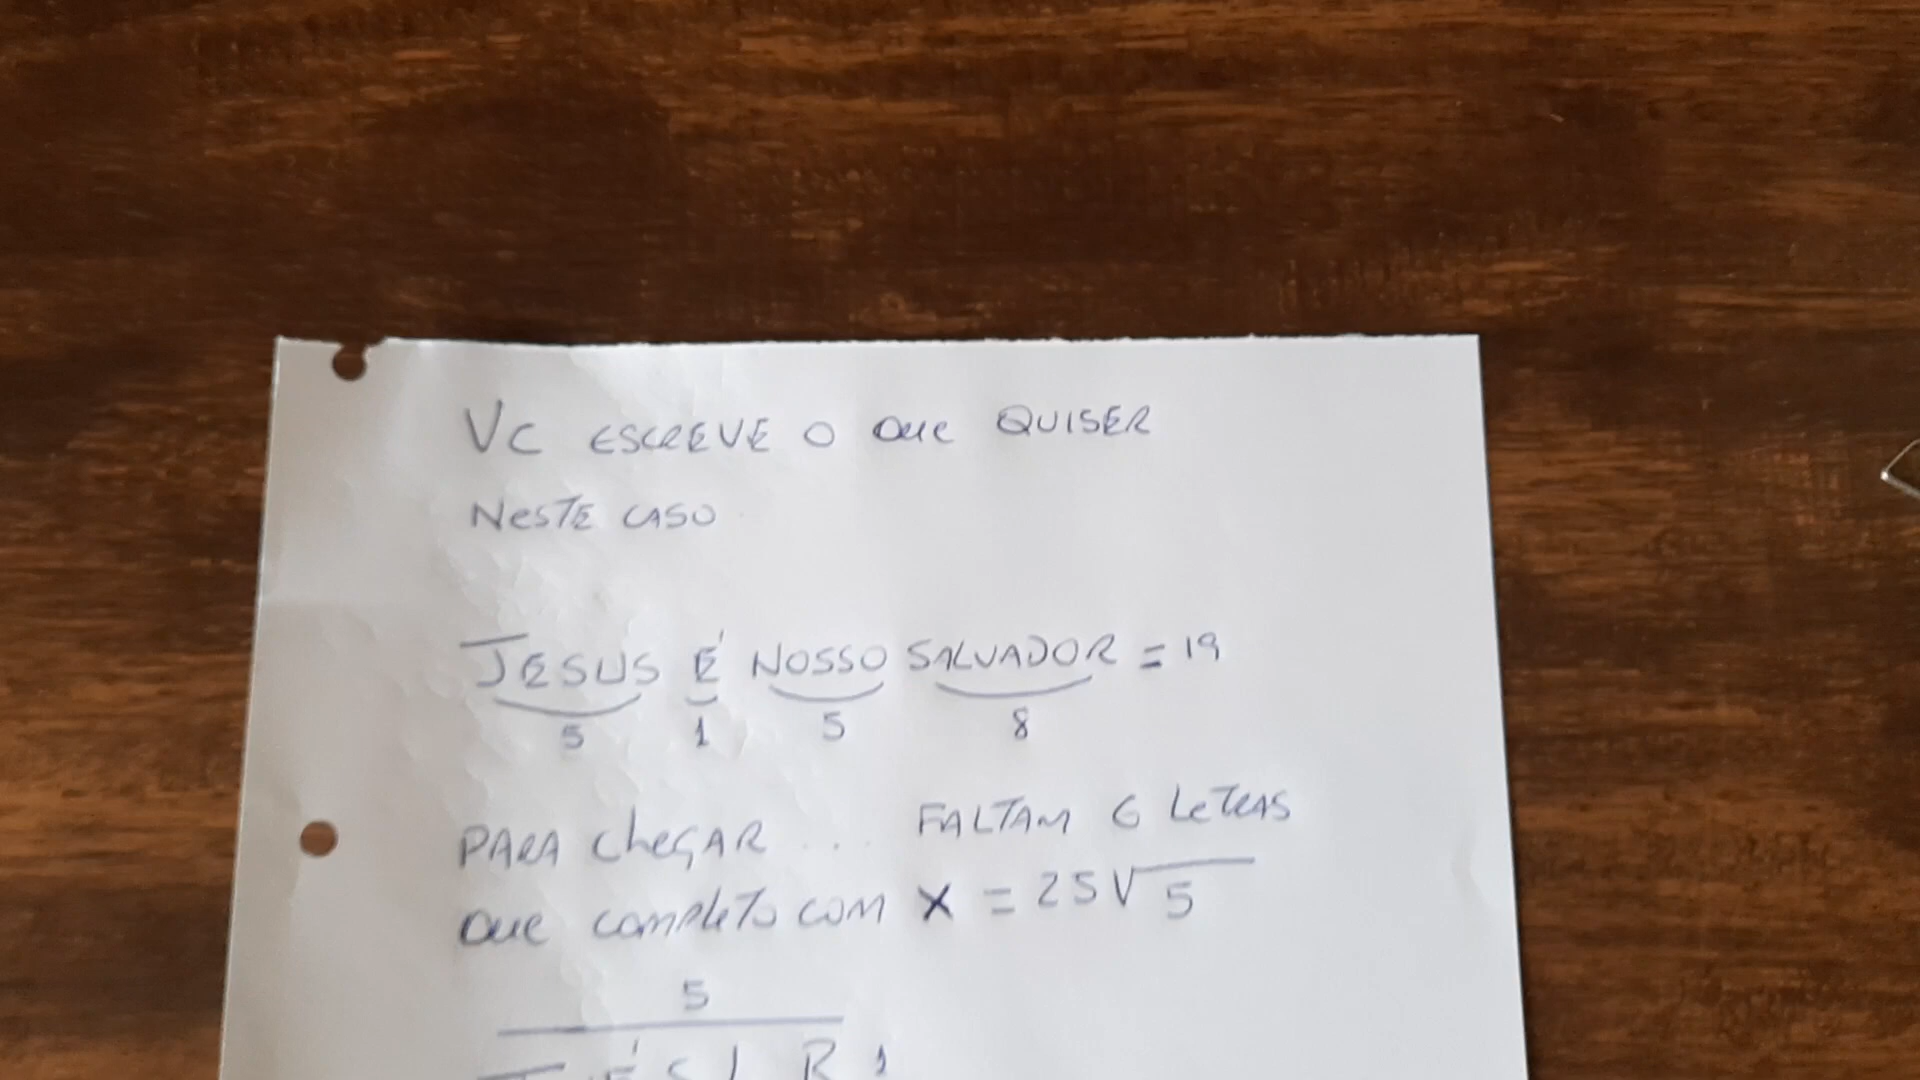 Vc ESCREVE O QUE QUISER
NESTE CASO
JESUS É NOSSO SALVADOR = 19
5 1 5 8
PARA CHEGAR ... FALTAM 6 LETRAS
QUE COMPLETO COM X = 25√5
5
J É S L R 1